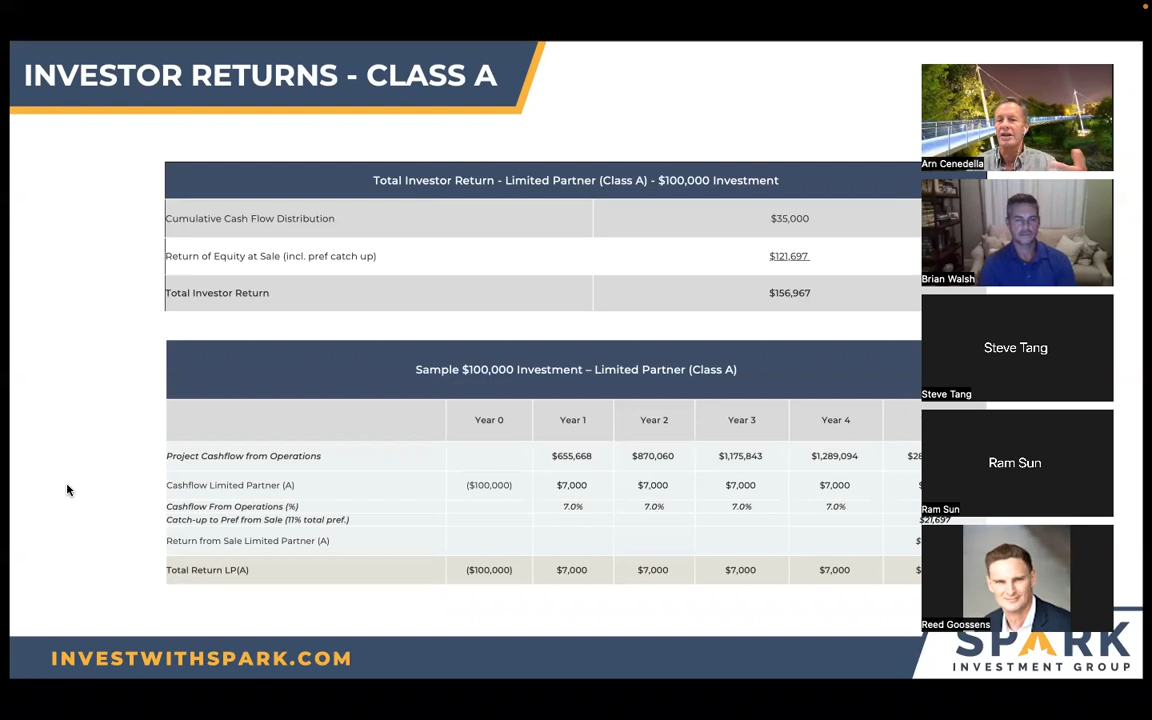 INVESTOR RETURNS - CLASS A
Total Investor Return - Limited Partner (Class A) - $100,000 Investment
Cumulative Cash Flow Distribution $35,000
Return of Equity at Sale (incl. pref catch up) $121,697
Total Investor Return $156,967
Sample $100,000 Investment – Limited Partner (Class A)
Year 0 Year 1 Year 2 Year 3 Year 4
Project Cashflow from Operations $655,668 $870,060 $1,175,843 $1,289,094
Cashflow Limited Partner (A) ($100,000) $7,000 $7,000 $7,000 $7,000
Cashflow From Operations (%) 7.0% 7.0% 7.0% 7.0%
Catch-up to Pref from Sale (11% total pref.) $21,697
Return from Sale Limited Partner (A)
Total Return LP(A) ($100,000) $7,000 $7,000 $7,000 $7,000
INVESTWITHSPARK.COM
Arn Cenedella
Brian Walsh
Steve Tang
Steve Tang
Ram Sun
Ram Sun
Reed Goossens
SPARK
INVESTMENT GROUP